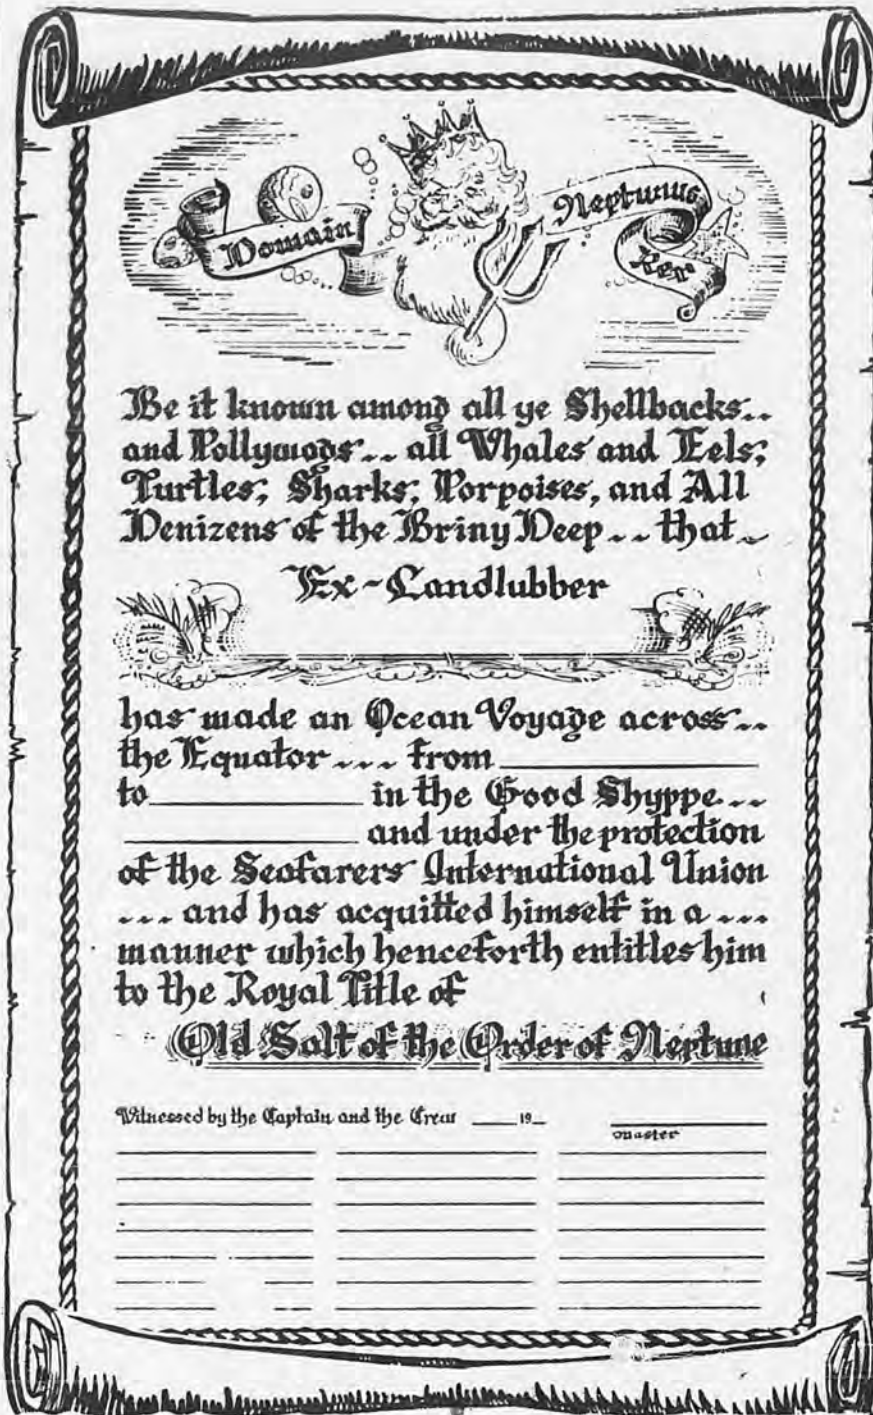 Domain
Neptunus
Rex
Be it known among all ye Shellbacks..
and Pollywogs .. all Whales and Eels;
Turtles; Sharks; Porpoises, and All
Denizens of the Briny Deep .. that ~
Ex-Landlubber
has made an Ocean Voyage across..
the Equator ... from
to in the Good Shyppe...
and under the protection
of the Seafarers International Union
... and has acquitted himself in a ...
manner which henceforth entitles him
to the Royal Title of
Old Salt of the Order of Neptune
Witnessed by the Captain and the Crew 19
Master